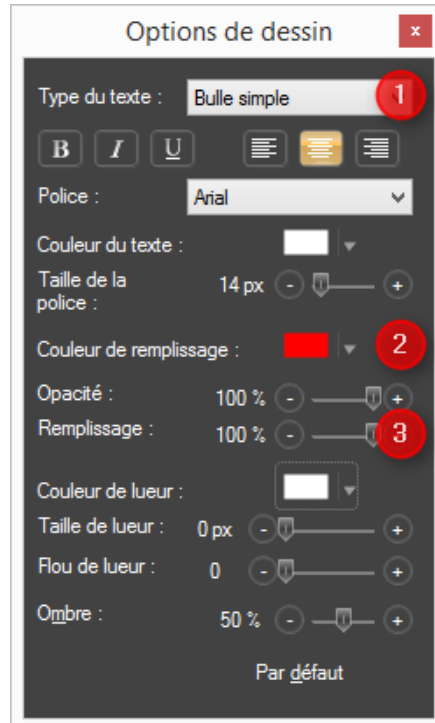 Options de dessin x
Type du texte : Bulle simple 1
B I U
Police : Arial
Couleur du texte :
Taille de la
police : 14 px - +
Couleur de remplissage : 2
Opacité : 100 % - +
Remplissage : 100 % - 3
Couleur de lueur :
Taille de lueur : 0 px - +
Flou de lueur : 0 - +
Ombre : 50 % - +
Par défaut